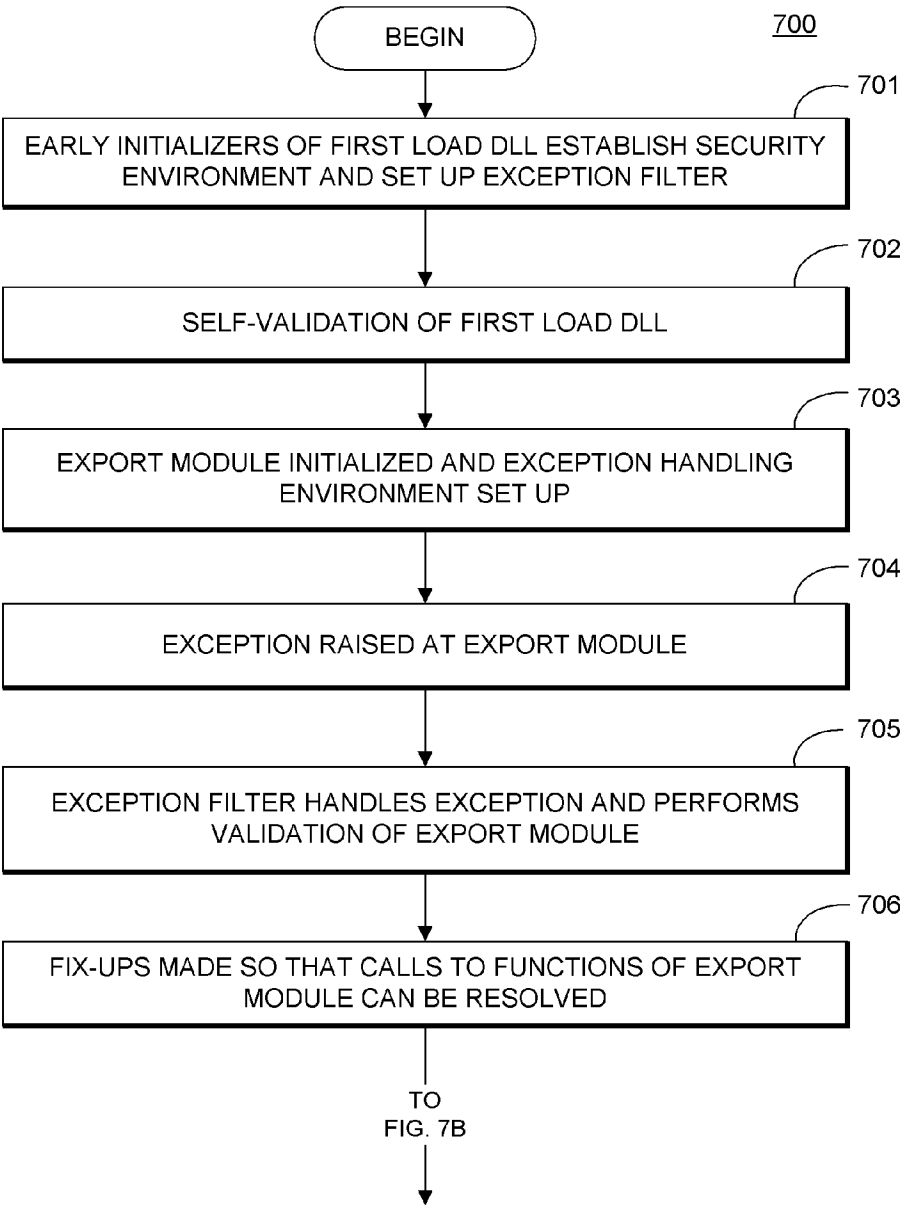 BEGIN
700
701
EARLY INITIALIZERS OF FIRST LOAD DLL ESTABLISH SECURITY
ENVIRONMENT AND SET UP EXCEPTION FILTER
702
SELF-VALIDATION OF FIRST LOAD DLL
703
EXPORT MODULE INITIALIZED AND EXCEPTION HANDLING
ENVIRONMENT SET UP
704
EXCEPTION RAISED AT EXPORT MODULE
705
EXCEPTION FILTER HANDLES EXCEPTION AND PERFORMS
VALIDATION OF EXPORT MODULE
706
FIX-UPS MADE SO THAT CALLS TO FUNCTIONS OF EXPORT
MODULE CAN BE RESOLVED
TO
FIG. 7B